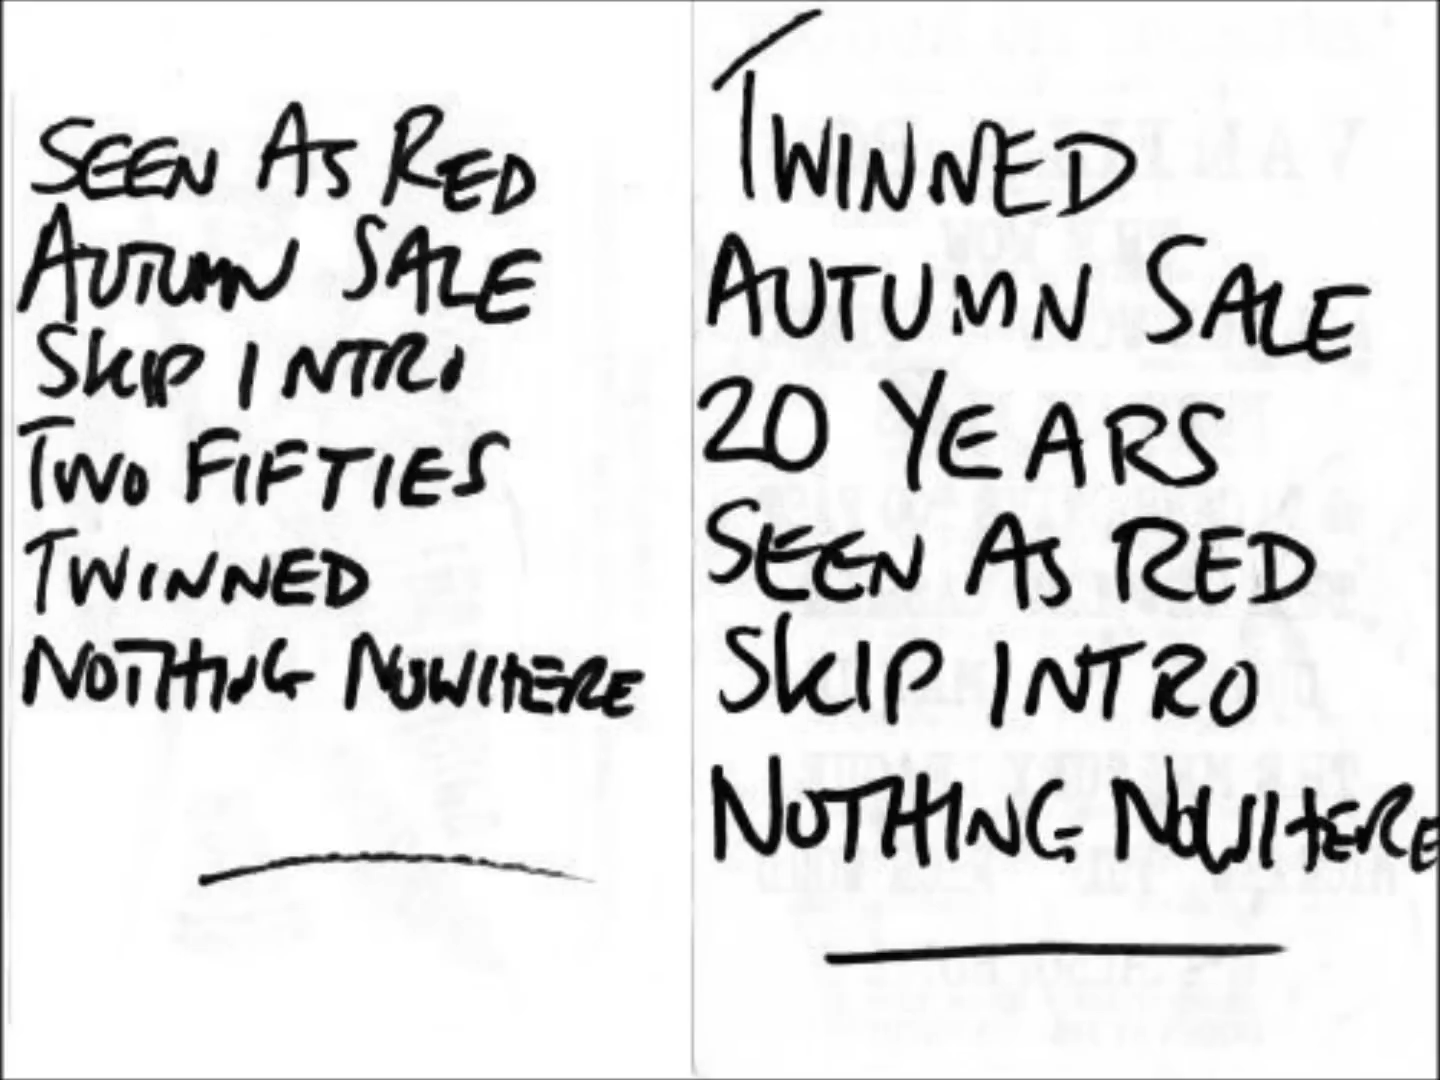 SEEN AS RED
AUTUMN SALE
SKIP INTRO
TWO FIFTIES
TWINNED
NOTHING NOWHERE
TWINNED
AUTUMN SALE
20 YEARS
SEEN AS RED
SKIP INTRO
NOTHING NOWHERE